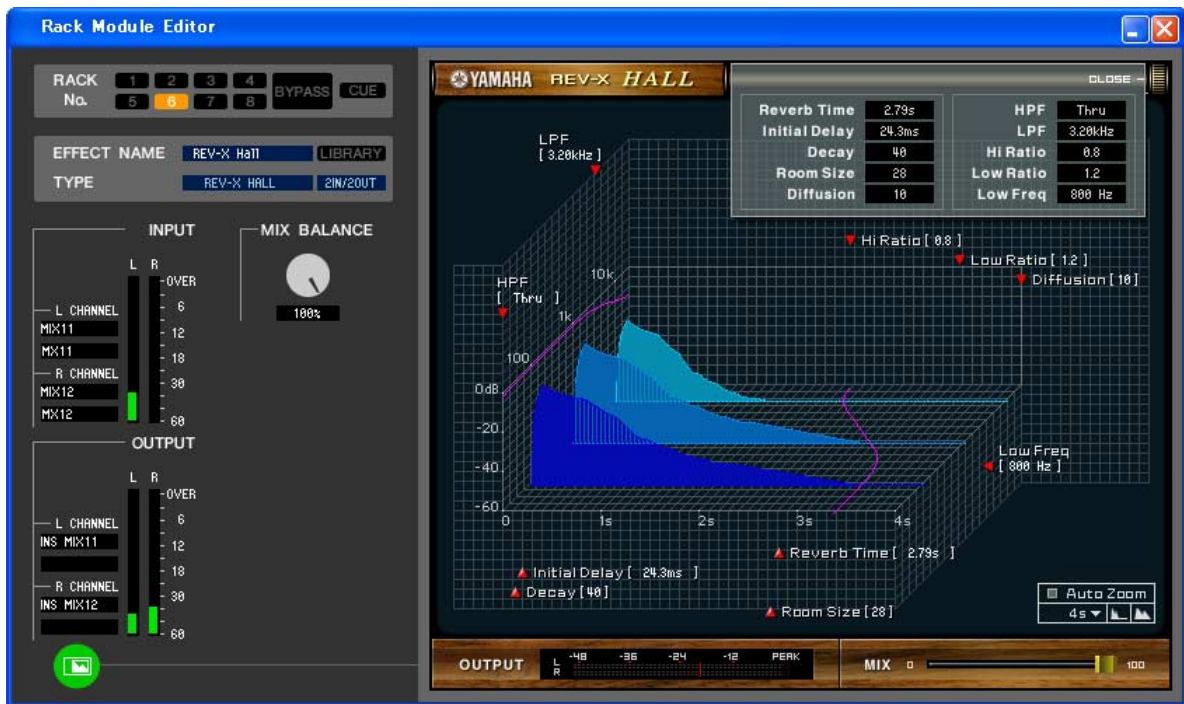 Rack Module Editor
RACK No.
1 2 3 4
5 6 7 8
BYPASS
CUE
EFFECT NAME REV-X Hall LIBRARY
TYPE REV-X HALL 2IN/2OUT
INPUT
L R
OVER
6
12
18
30
60
L CHANNEL
MIX11
MX11
R CHANNEL
MIX12
MX12
MIX BALANCE
100%
OUTPUT
L R
OVER
6
12
18
30
60
L CHANNEL
INS MIX11
R CHANNEL
INS MIX12
YAMAHA REV-X HALL
CLOSE
Reverb Time 2.79s
Initial Delay 24.3ms
Decay 40
Room Size 28
Diffusion 10
HPF Thru
LPF 3.20kHz
Hi Ratio 0.8
Low Ratio 1.2
Low Freq 800 Hz
LPF
[ 3.20kHz ]
Hi Ratio [ 0.8 ]
Low Ratio [ 1.2 ]
Diffusion [10]
HPF
[ Thru ]
10k
1k
100
0dB
-20
-40
-60
0 1s 2s 3s 4s
Low Freq
[ 800 Hz ]
Reverb Time [ 2.79s ]
Initial Delay [ 24.3ms ]
Decay [40]
Room Size [28]
Auto Zoom
4s
OUTPUT
L
R
-48 -36 -24 -12 PEAK
MIX 0 100